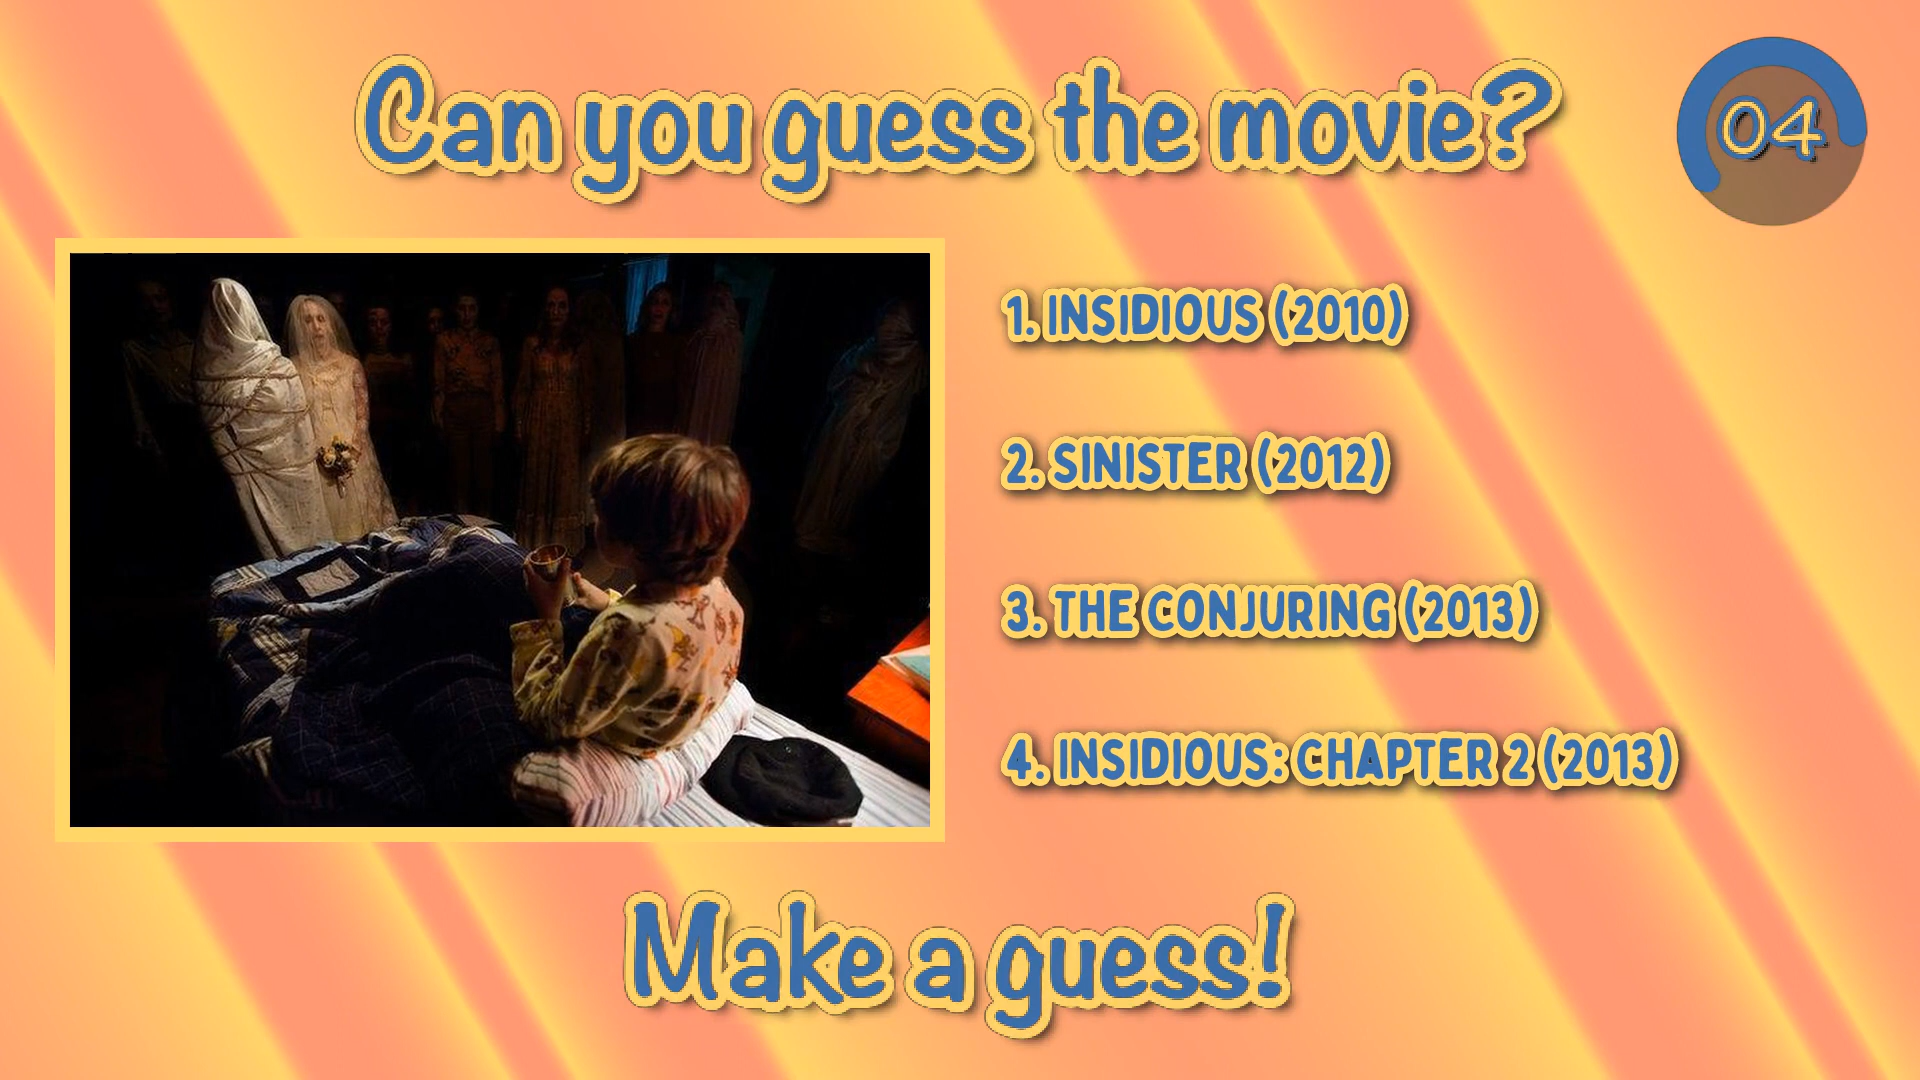 Can you guess the movie?
04
1. INSIDIOUS (2010)
2. SINISTER (2012)
3. THE CONJURING (2013)
4. INSIDIOUS: CHAPTER 2 (2013)
Make a guess!